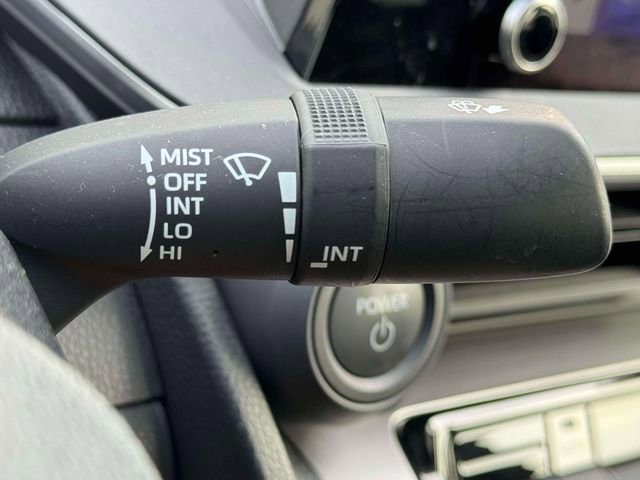 MIST
OFF
INT
LO
HI
INT
POWER